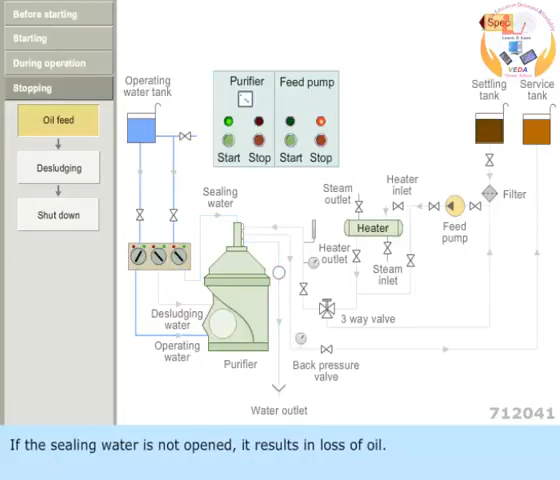 Before starting
Starting
During operation
Stopping
Oil feed
Desludging
Shut down
Operating
water tank
Purifier
Feed pump
Start
Stop
Start
Stop
Spec
Learn @ Ease
VEDA
Settling
tank
Service
tank
Sealing
water
Steam
outlet
Heater
inlet
Filter
Heater
Feed
pump
Heater
outlet
Steam
inlet
3 way valve
Desludging
water
Operating
water
Purifier
Back pressure
valve
Water outlet
712041
If the sealing water is not opened, it results in loss of oil.